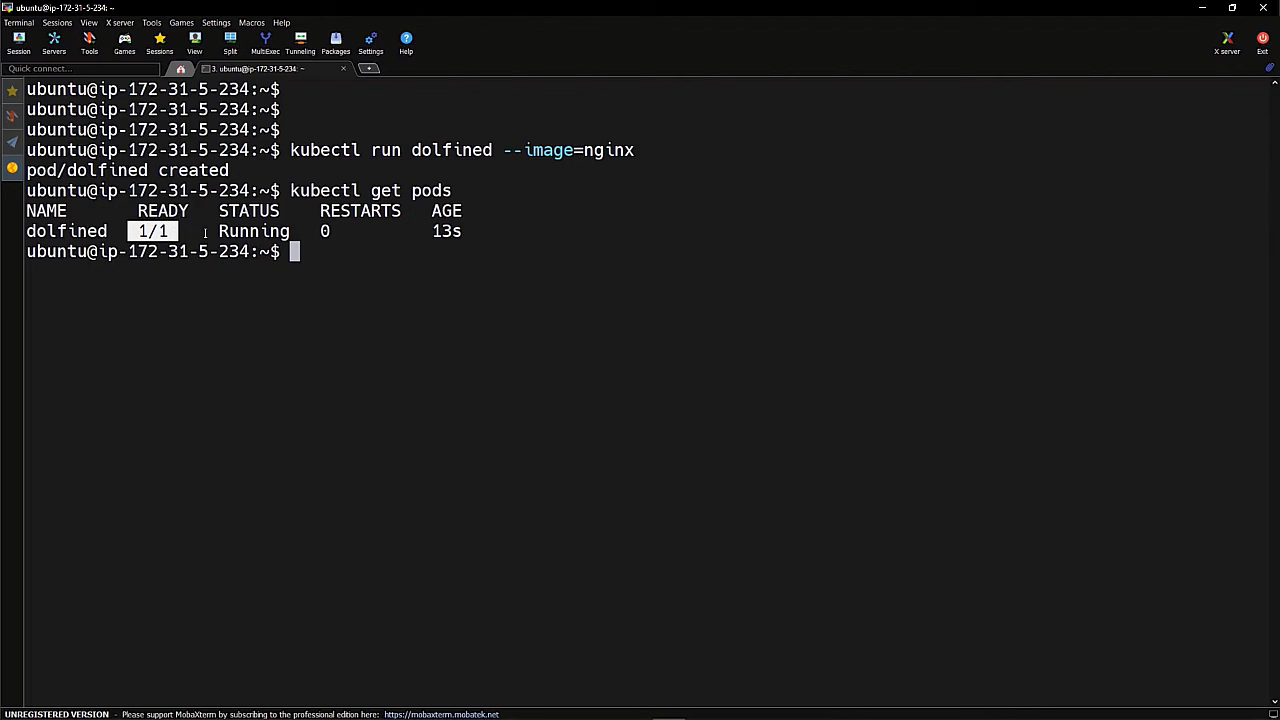 ubuntu@ip-172-31-5-234: ~
Terminal Sessions View X server Tools Games Settings Macros Help
Session Servers Tools Games Sessions View Split MultiExec Tunneling Packages Settings Help X server Exit
Quick connect... 3. ubuntu@ip-172-31-5-234: ~
ubuntu@ip-172-31-5-234:~$
ubuntu@ip-172-31-5-234:~$
ubuntu@ip-172-31-5-234:~$
ubuntu@ip-172-31-5-234:~$ kubectl run dolfined --image=nginx
pod/dolfined created
ubuntu@ip-172-31-5-234:~$ kubectl get pods
NAME READY STATUS RESTARTS AGE
dolfined 1/1 Running 0 13s
ubuntu@ip-172-31-5-234:~$
UNREGISTERED VERSION - Please support MobaXterm by subscribing to the professional edition here: https://mobaxterm.mobatek.net